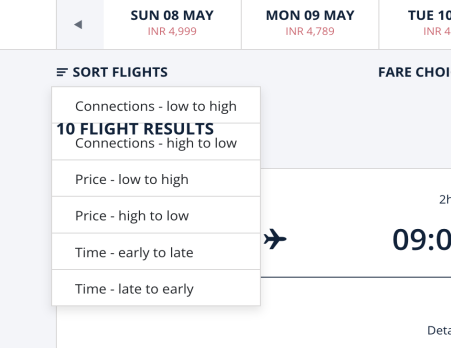 SUN 08 MAY
INR 4,999
MON 09 MAY
INR 4,789
TUE 10
INR 4
SORT FLIGHTS
FARE CHOI
Connections - low to high
10 FLIGHT RESULTS
Connections - high to low
Price - low to high
Price - high to low
2h
09:0
Time - early to late
Time - late to early
Deta